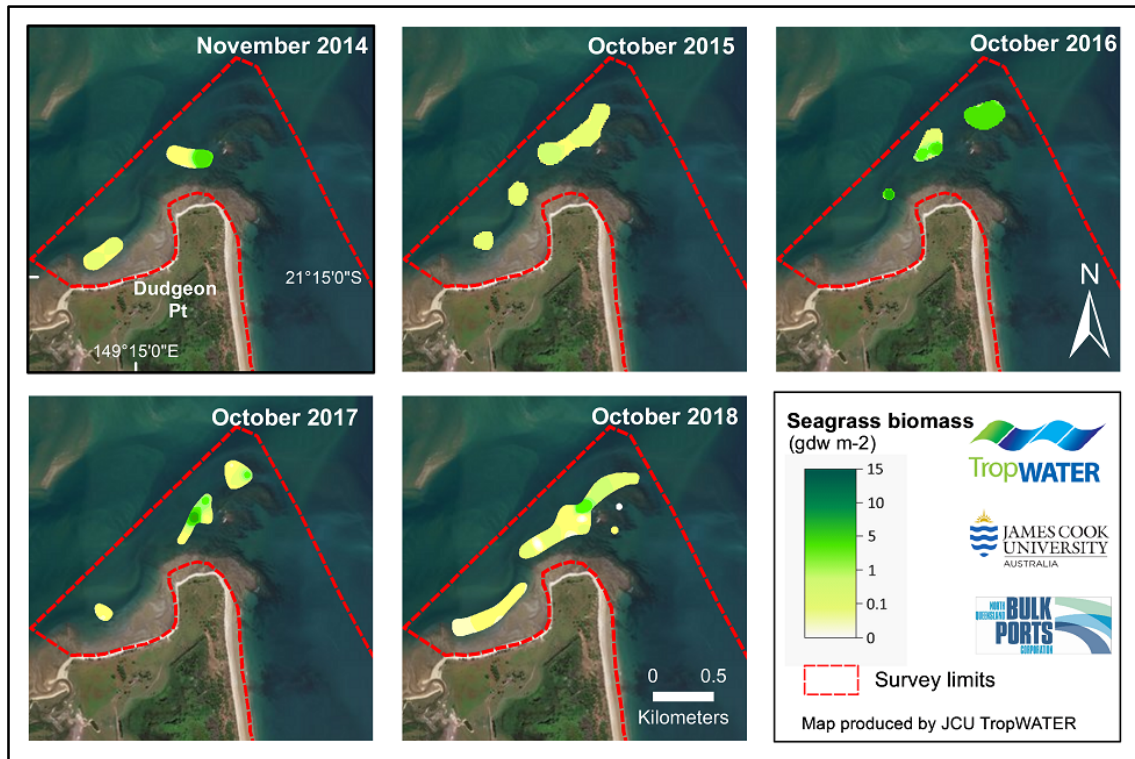 November 2014
October 2015
October 2016
21°15'0"S
Dudgeon
Pt
149°15'0"E
N
October 2017
October 2018
0 0.5
Kilometers
Seagrass biomass
(gdw m-2)
15
10
5
1
0.1
0
TropWATER
JAMES COOK
UNIVERSITY
AUSTRALIA
NORTH
QUEENSLAND
BULK
PORTS
CORPORATION
Survey limits
Map produced by JCU TropWATER